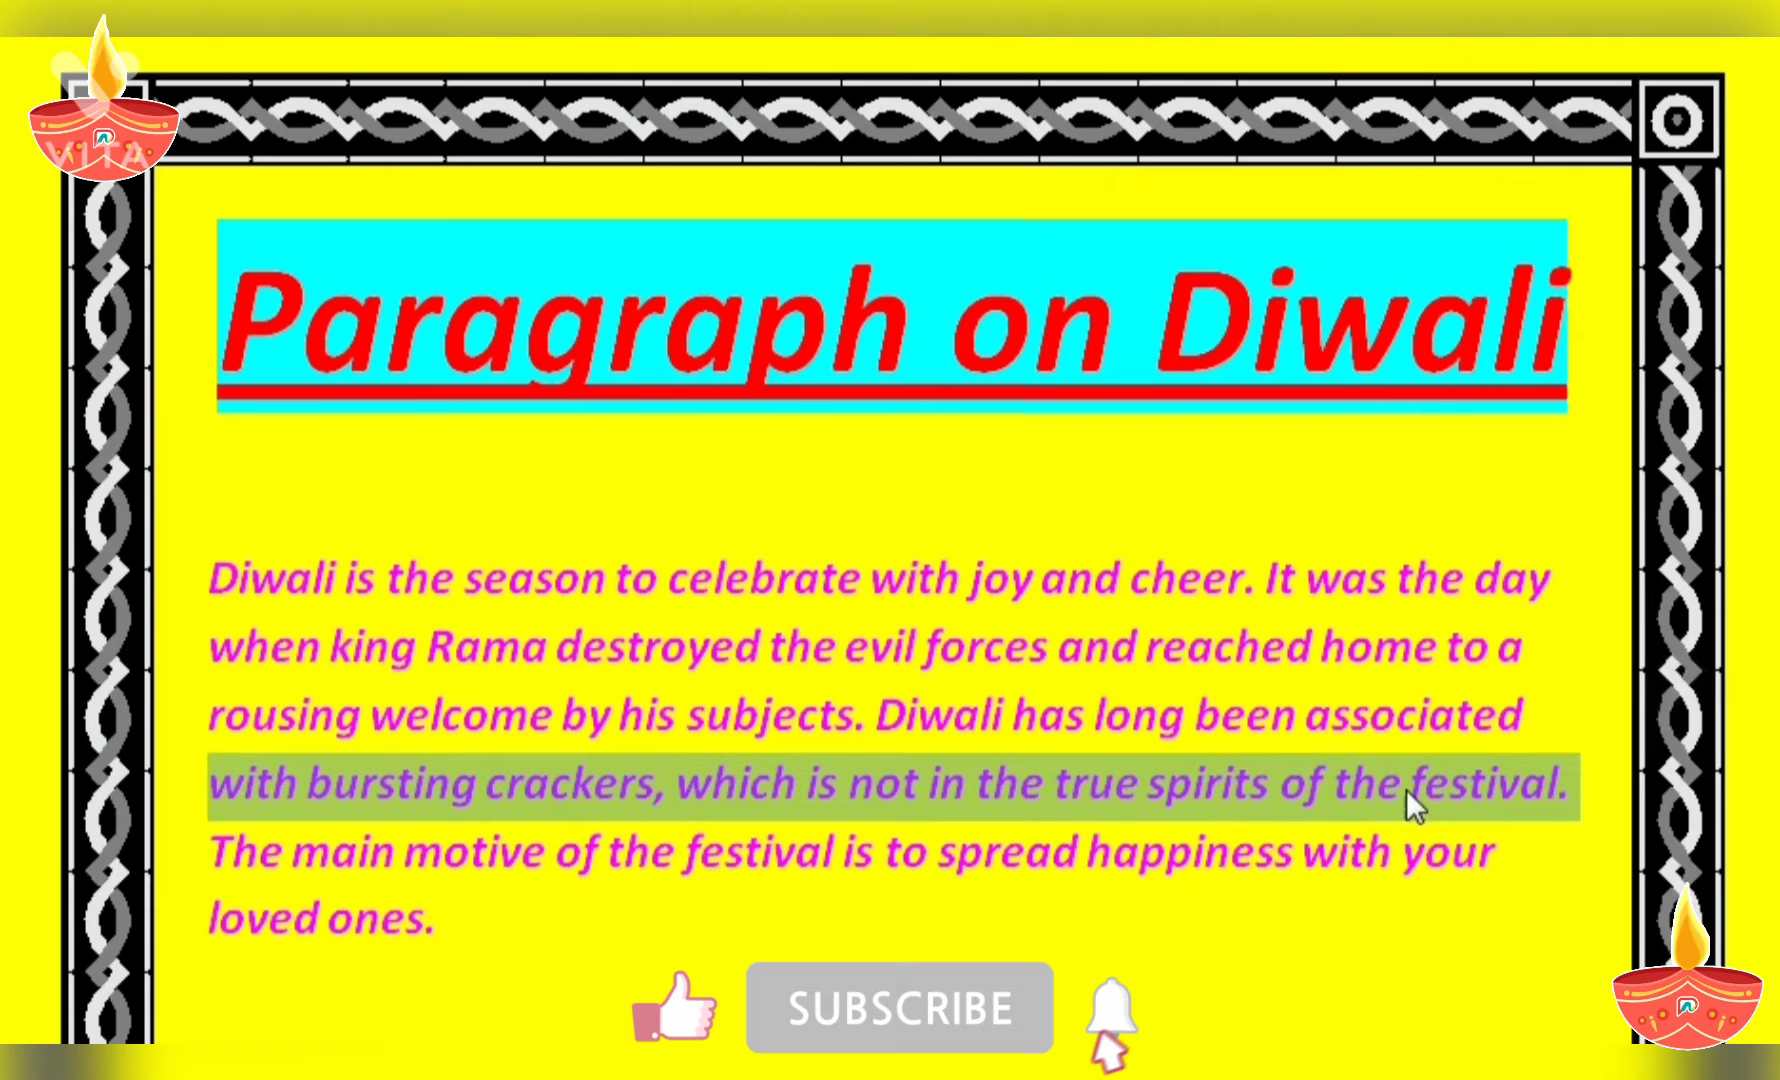 VITA
Paragraph on Diwali
Diwali is the season to celebrate with joy and cheer. It was the day
when king Rama destroyed the evil forces and reached home to a
rousing welcome by his subjects. Diwali has long been associated
with bursting crackers, which is not in the true spirits of the festival.
The main motive of the festival is to spread happiness with your
loved ones.
SUBSCRIBE